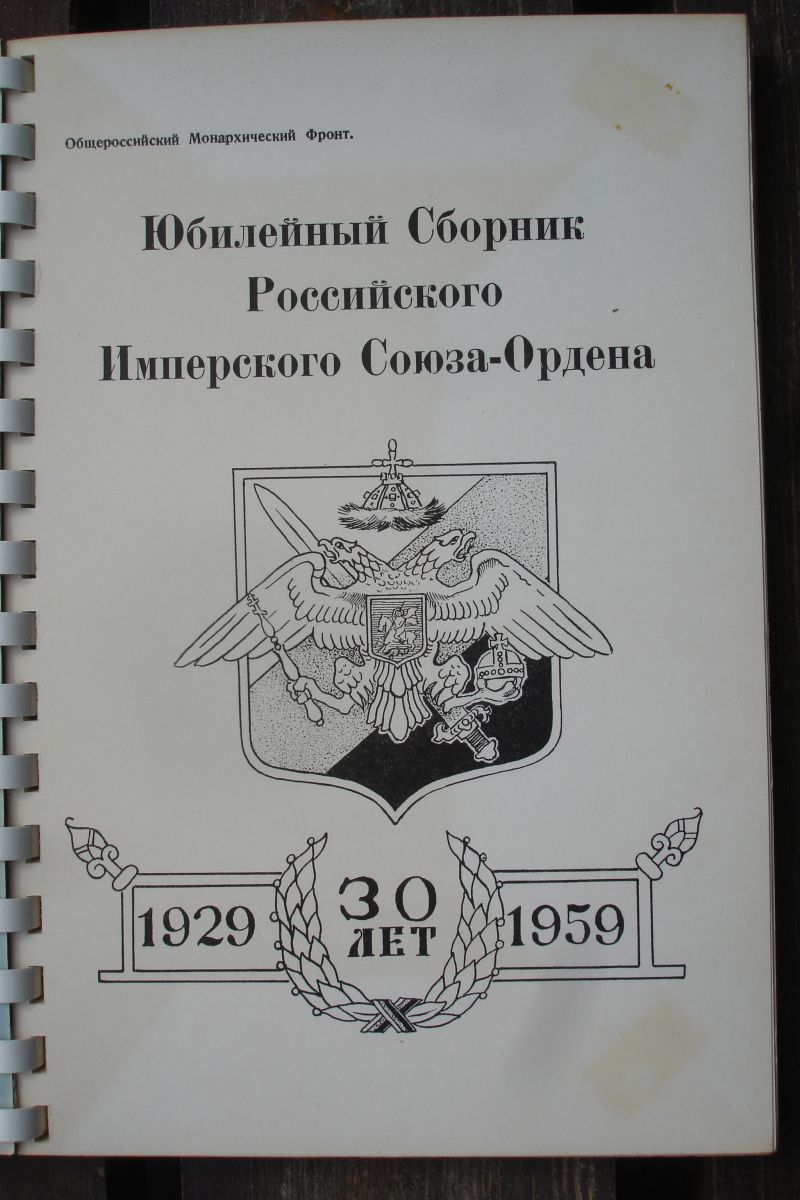 Общероссийский Монархический Фронт.
Юбилейный Сборник
Российского
Имперского Союза-Ордена
30
ЛЕТ
1929
1959